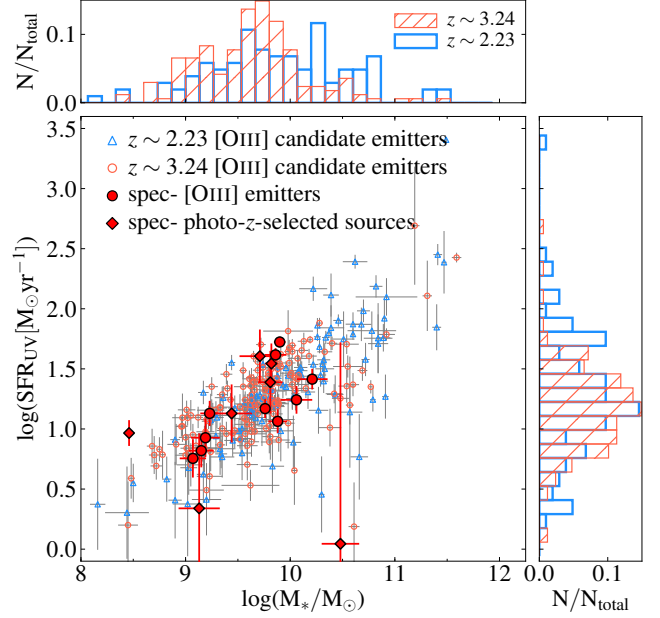 N/N_total
0.1
0.0
z ~ 3.24
z ~ 2.23
log(SFR_UV[M_⊙yr⁻¹])
3.5
3.0
2.5
2.0
1.5
1.0
0.5
0.0
z ~ 2.23 [OIII] candidate emitters
z ~ 3.24 [OIII] candidate emitters
spec- [OIII] emitters
spec- photo-z-selected sources
8 9 10 11 12
log(M_*/M_⊙)
0.0 0.1
N/N_total